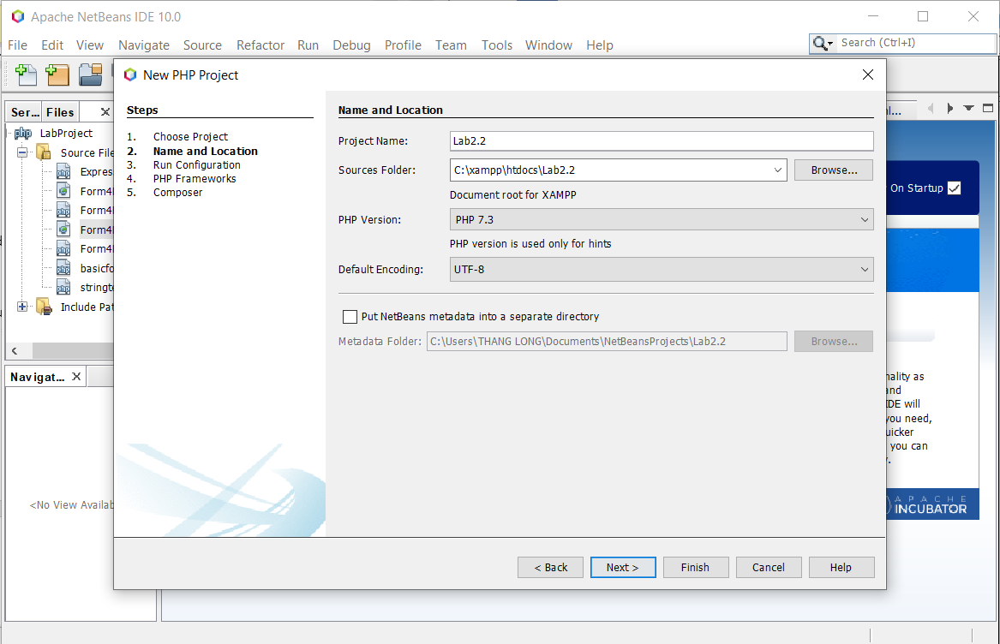 Apache NetBeans IDE 10.0
File Edit View Navigate Source Refactor Run Debug Profile Team Tools Window Help
Search (Ctrl+I)
New PHP Project
Ser... Files
LabProject
Source File
Expres
Form4
Form4
Form4
basicfo
stringte
Include Pat
Navigat...
<No View Availab
Steps
1. Choose Project
2. Name and Location
3. Run Configuration
4. PHP Frameworks
5. Composer
Name and Location
Project Name: Lab2.2
Sources Folder: C:\xampp\htdocs\Lab2.2 Browse...
Document root for XAMPP
PHP Version: PHP 7.3
PHP version is used only for hints
Default Encoding: UTF-8
Put NetBeans metadata into a separate directory
Metadata Folder: C:\Users\THANG LONG\Documents\NetBeansProjects\Lab2.2 Browse...
< Back Next > Finish Cancel Help
On Startup
nality as
and
IDE will
you need,
uicker
you can
APACHE
INCUBATOR